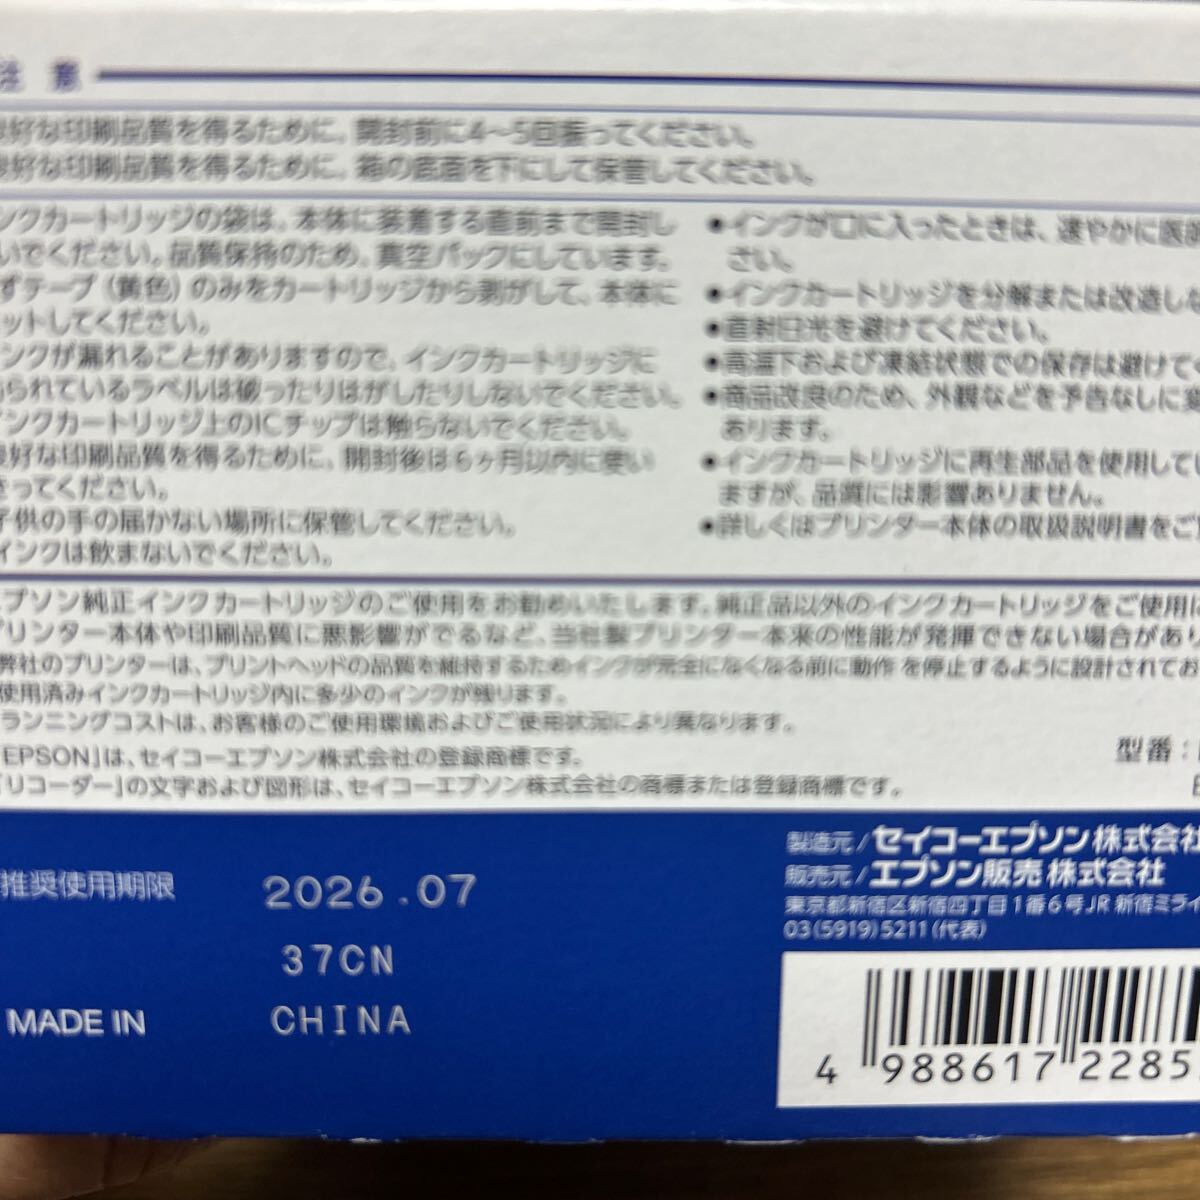 注意
好な印刷品質を得るために、開封前に4～5回振ってください。
好な印刷品質を得るために、箱の底面を下にして保管してください。
ンクカートリッジの袋は、本体に装着する直前まで開封し
いでください。品質保持のため、真空パックにしています。
ずテープ(黄色)のみをカートリッジから剥がして、本体に
ットしてください。
ンクが漏れることがありますので、インクカートリッジに
られているラベルは破ったりはがしたりしないでください。
ンクカートリッジ上のICチップは触らないでください。
好な印刷品質を得るために、開封後は6ヶ月以内に使い
ってください。
子供の手の届かない場所に保管してください。
インクは飲まないでください。
●インクが口に入ったときは、速やかに医師
さい。
●インクカートリッジを分解または改造しな
●直射日光を避けてください。
●高温下および凍結状態での保存は避けて
●商品改良のため、外観などを予告なしに変
あります。
●インクカートリッジに再生部品を使用してい
ますが、品質には影響ありません。
●詳しくはプリンター本体の取扱説明書をご
エプソン純正インクカートリッジのご使用をお勧めいたします。純正品以外のインクカートリッジをご使用に
プリンター本体や印刷品質に悪影響がでるなど、当社製プリンター本来の性能が発揮できない場合があり
弊社のプリンターは、プリントヘッドの品質を維持するためインクが完全になくなる前に動作を停止するように設計されてお
使用済みインクカートリッジ内に多少のインクが残ります。
ランニングコストは、お客様のご使用環境およびご使用状況により異なります。
EPSON」は、セイコーエプソン株式会社の登録商標です。
「リコーダー」の文字および図形は、セイコーエプソン株式会社の商標または登録商標です。
型番：
推奨使用期限 2026.07
37CN
MADE IN CHINA
製造元/セイコーエプソン株式会社
販売元/エプソン販売株式会社
東京都新宿区新宿四丁目1番6号JR新宿ミライ
03(5919)5211(代表)
4 988617 2285